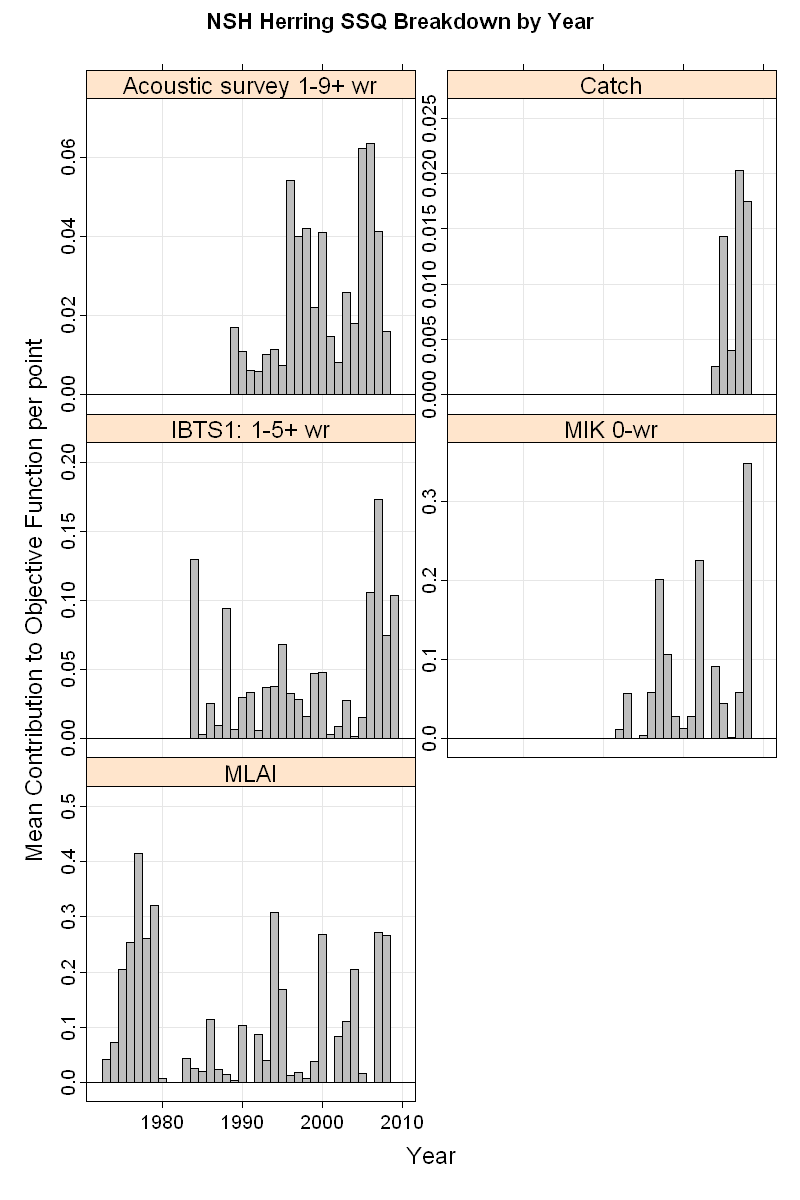 NSH Herring SSQ Breakdown by Year
Mean Contribution to Objective Function per point
Acoustic survey 1-9+ wr
0.06
0.04
0.02
0.00
Catch
0.025
0.020
0.015
0.010
0.005
0.000
IBTS1: 1-5+ wr
0.20
0.15
0.10
0.05
0.00
MIK 0-wr
0.3
0.2
0.1
0.0
MLAI
0.5
0.4
0.3
0.2
0.1
0.0
1980 1990 2000 2010
Year